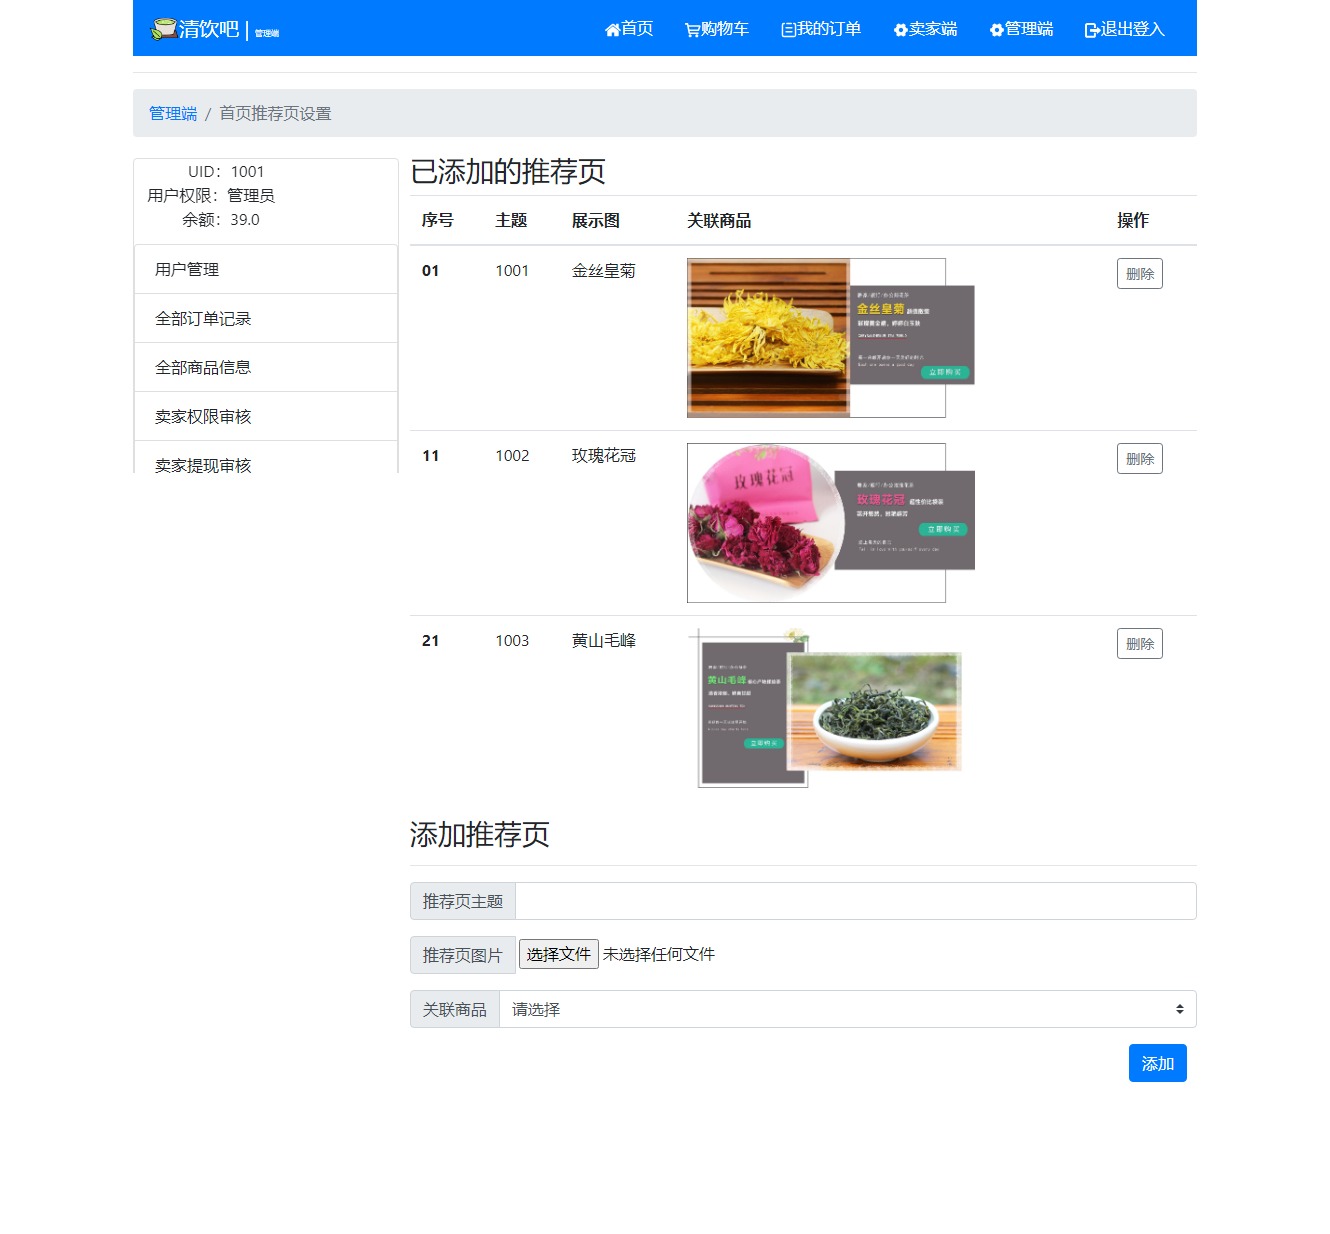 清饮吧 | 管理端
首页 购物车 我的订单 卖家端 管理端 退出登入
管理端 / 首页推荐页设置
UID：1001
用户权限：管理员
余额：39.0
用户管理
全部订单记录
全部商品信息
卖家权限审核
卖家提现审核
已添加的推荐页
序号 主题 展示图 关联商品 操作
01 1001 金丝皇菊 删除
金丝皇菊
立即购买
11 1002 玫瑰花冠 删除
玫瑰花冠
玫瑰花冠
立即购买
21 1003 黄山毛峰 删除
黄山毛峰
立即购买
添加推荐页
推荐页主题
推荐页图片 选择文件 未选择任何文件
关联商品 请选择
添加